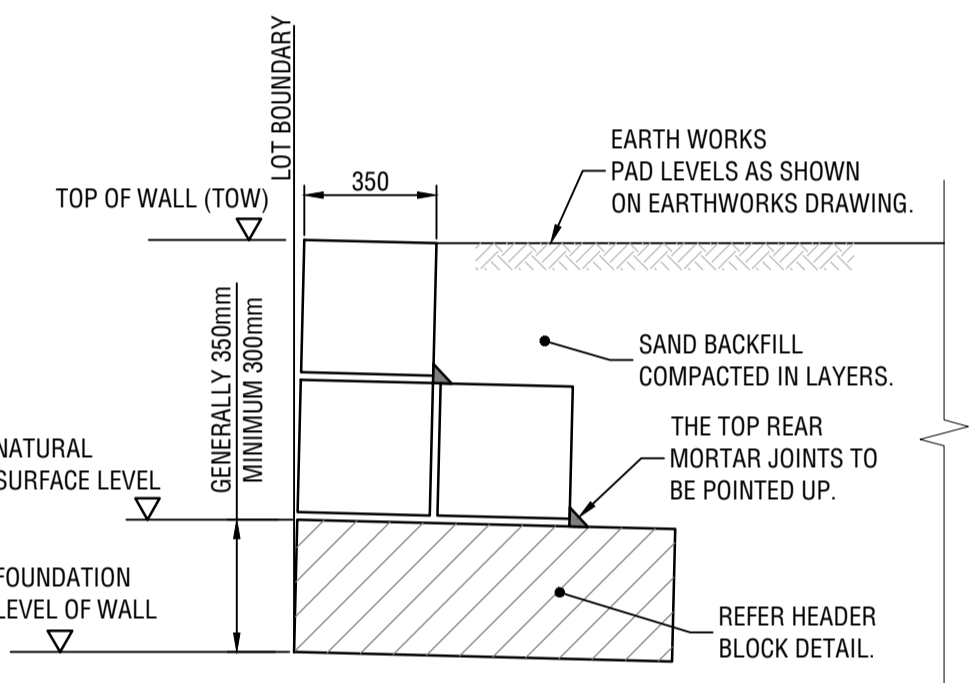 LOT BOUNDARY
EARTH WORKS
PAD LEVELS AS SHOWN
ON EARTHWORKS DRAWING.
350
TOP OF WALL (TOW)
GENERALLY 350mm
MINIMUM 300mm
SAND BACKFILL
COMPACTED IN LAYERS.
THE TOP REAR
MORTAR JOINTS TO
BE POINTED UP.
NATURAL
SURFACE LEVEL
FOUNDATION
LEVEL OF WALL
REFER HEADER
BLOCK DETAIL.